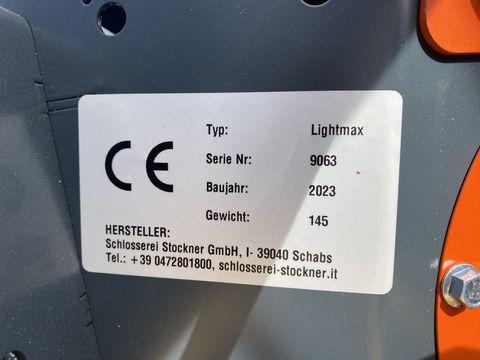 CE
Typ: Lightmax
Serie Nr: 9063
Baujahr: 2023
Gewicht: 145
HERSTELLER:
Schlosserei Stockner GmbH, I- 39040 Schabs
Tel.: +39 0472801800, schlosserei-stockner.it